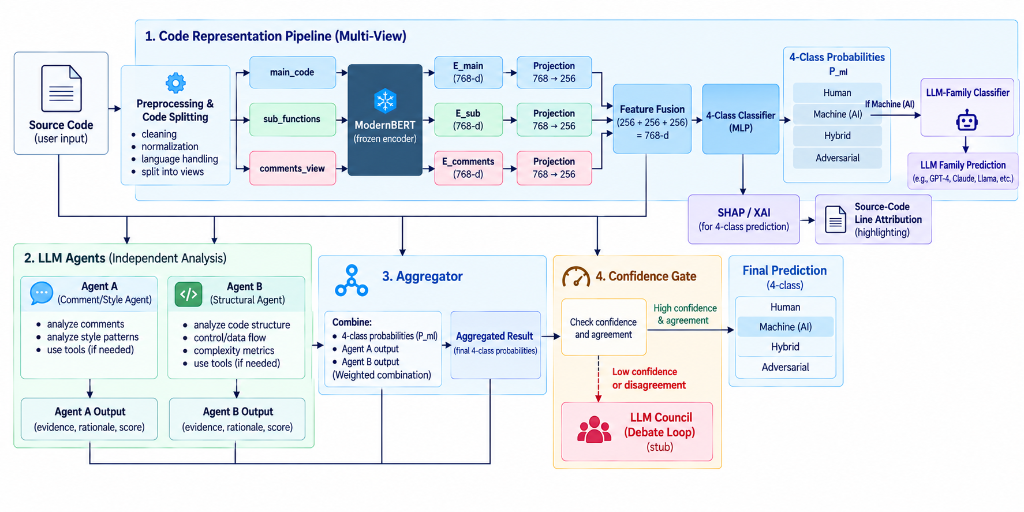 1. Code Representation Pipeline (Multi-View)
Source Code
(user input)
Preprocessing &
Code Splitting
• cleaning
• normalization
• language handling
• split into views
main_code
sub_functions
comments_view
ModernBERT
(frozen encoder)
E_main
(768-d)
E_sub
(768-d)
E_comments
(768-d)
Projection
768 → 256
Projection
768 → 256
Projection
768 → 256
Feature Fusion
(256 + 256 + 256)
= 768-d
4-Class Classifier
(MLP)
4-Class Probabilities
P_ml
Human
Machine (AI)
Hybrid
Adversarial
If Machine (AI)
LLM-Family Classifier
LLM Family Prediction
(e.g., GPT-4, Claude, Llama, etc.)
SHAP / XAI
(for 4-class prediction)
Source-Code
Line Attribution
(highlighting)
2. LLM Agents (Independent Analysis)
Agent A
(Comment/Style Agent)
• analyze comments
• analyze style patterns
• use tools (if needed)
Agent A Output
(evidence, rationale, score)
</>
Agent B
(Structural Agent)
• analyze code structure
• control/data flow
• complexity metrics
• use tools (if needed)
Agent B Output
(evidence, rationale, score)
3. Aggregator
Combine:
• 4-class probabilities (P_ml)
• Agent A output
• Agent B output
(Weighted combination)
Aggregated Result
(final 4-class probabilities)
4. Confidence Gate
Check confidence
and agreement
High confidence
& agreement
Low confidence
or disagreement
LLM Council
(Debate Loop)
(stub)
Final Prediction
(4-class)
Human
Machine (AI)
Hybrid
Adversarial